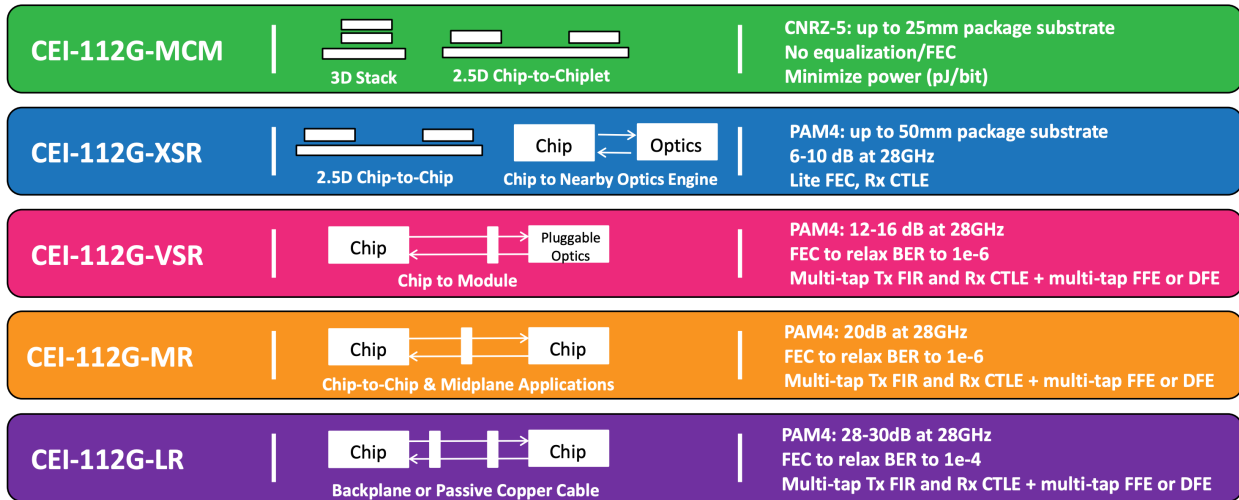 CEI-112G-MCM
3D Stack
2.5D Chip-to-Chiplet
CNRZ-5: up to 25mm package substrate
No equalization/FEC
Minimize power (pJ/bit)
CEI-112G-XSR
2.5D Chip-to-Chip
Chip
Optics
Chip to Nearby Optics Engine
PAM4: up to 50mm package substrate
6-10 dB at 28GHz
Lite FEC, Rx CTLE
CEI-112G-VSR
Chip
Pluggable
Optics
Chip to Module
PAM4: 12-16 dB at 28GHz
FEC to relax BER to 1e-6
Multi-tap Tx FIR and Rx CTLE + multi-tap FFE or DFE
CEI-112G-MR
Chip
Chip
Chip-to-Chip & Midplane Applications
PAM4: 20dB at 28GHz
FEC to relax BER to 1e-6
Multi-tap Tx FIR and Rx CTLE + multi-tap FFE or DFE
CEI-112G-LR
Chip
Chip
Backplane or Passive Copper Cable
PAM4: 28-30dB at 28GHz
FEC to relax BER to 1e-4
Multi-tap Tx FIR and Rx CTLE + multi-tap FFE or DFE